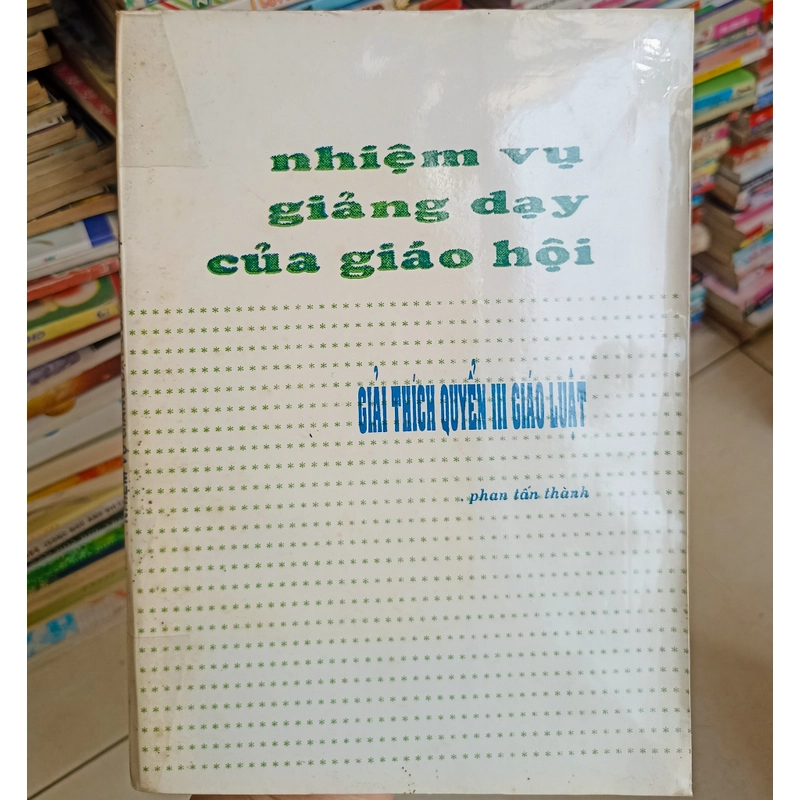 nhiệm vụ
giảng dạy
của giáo hội
GIẢI THÍCH QUYỂN III GIÁO LUẬT
phan tấn thành